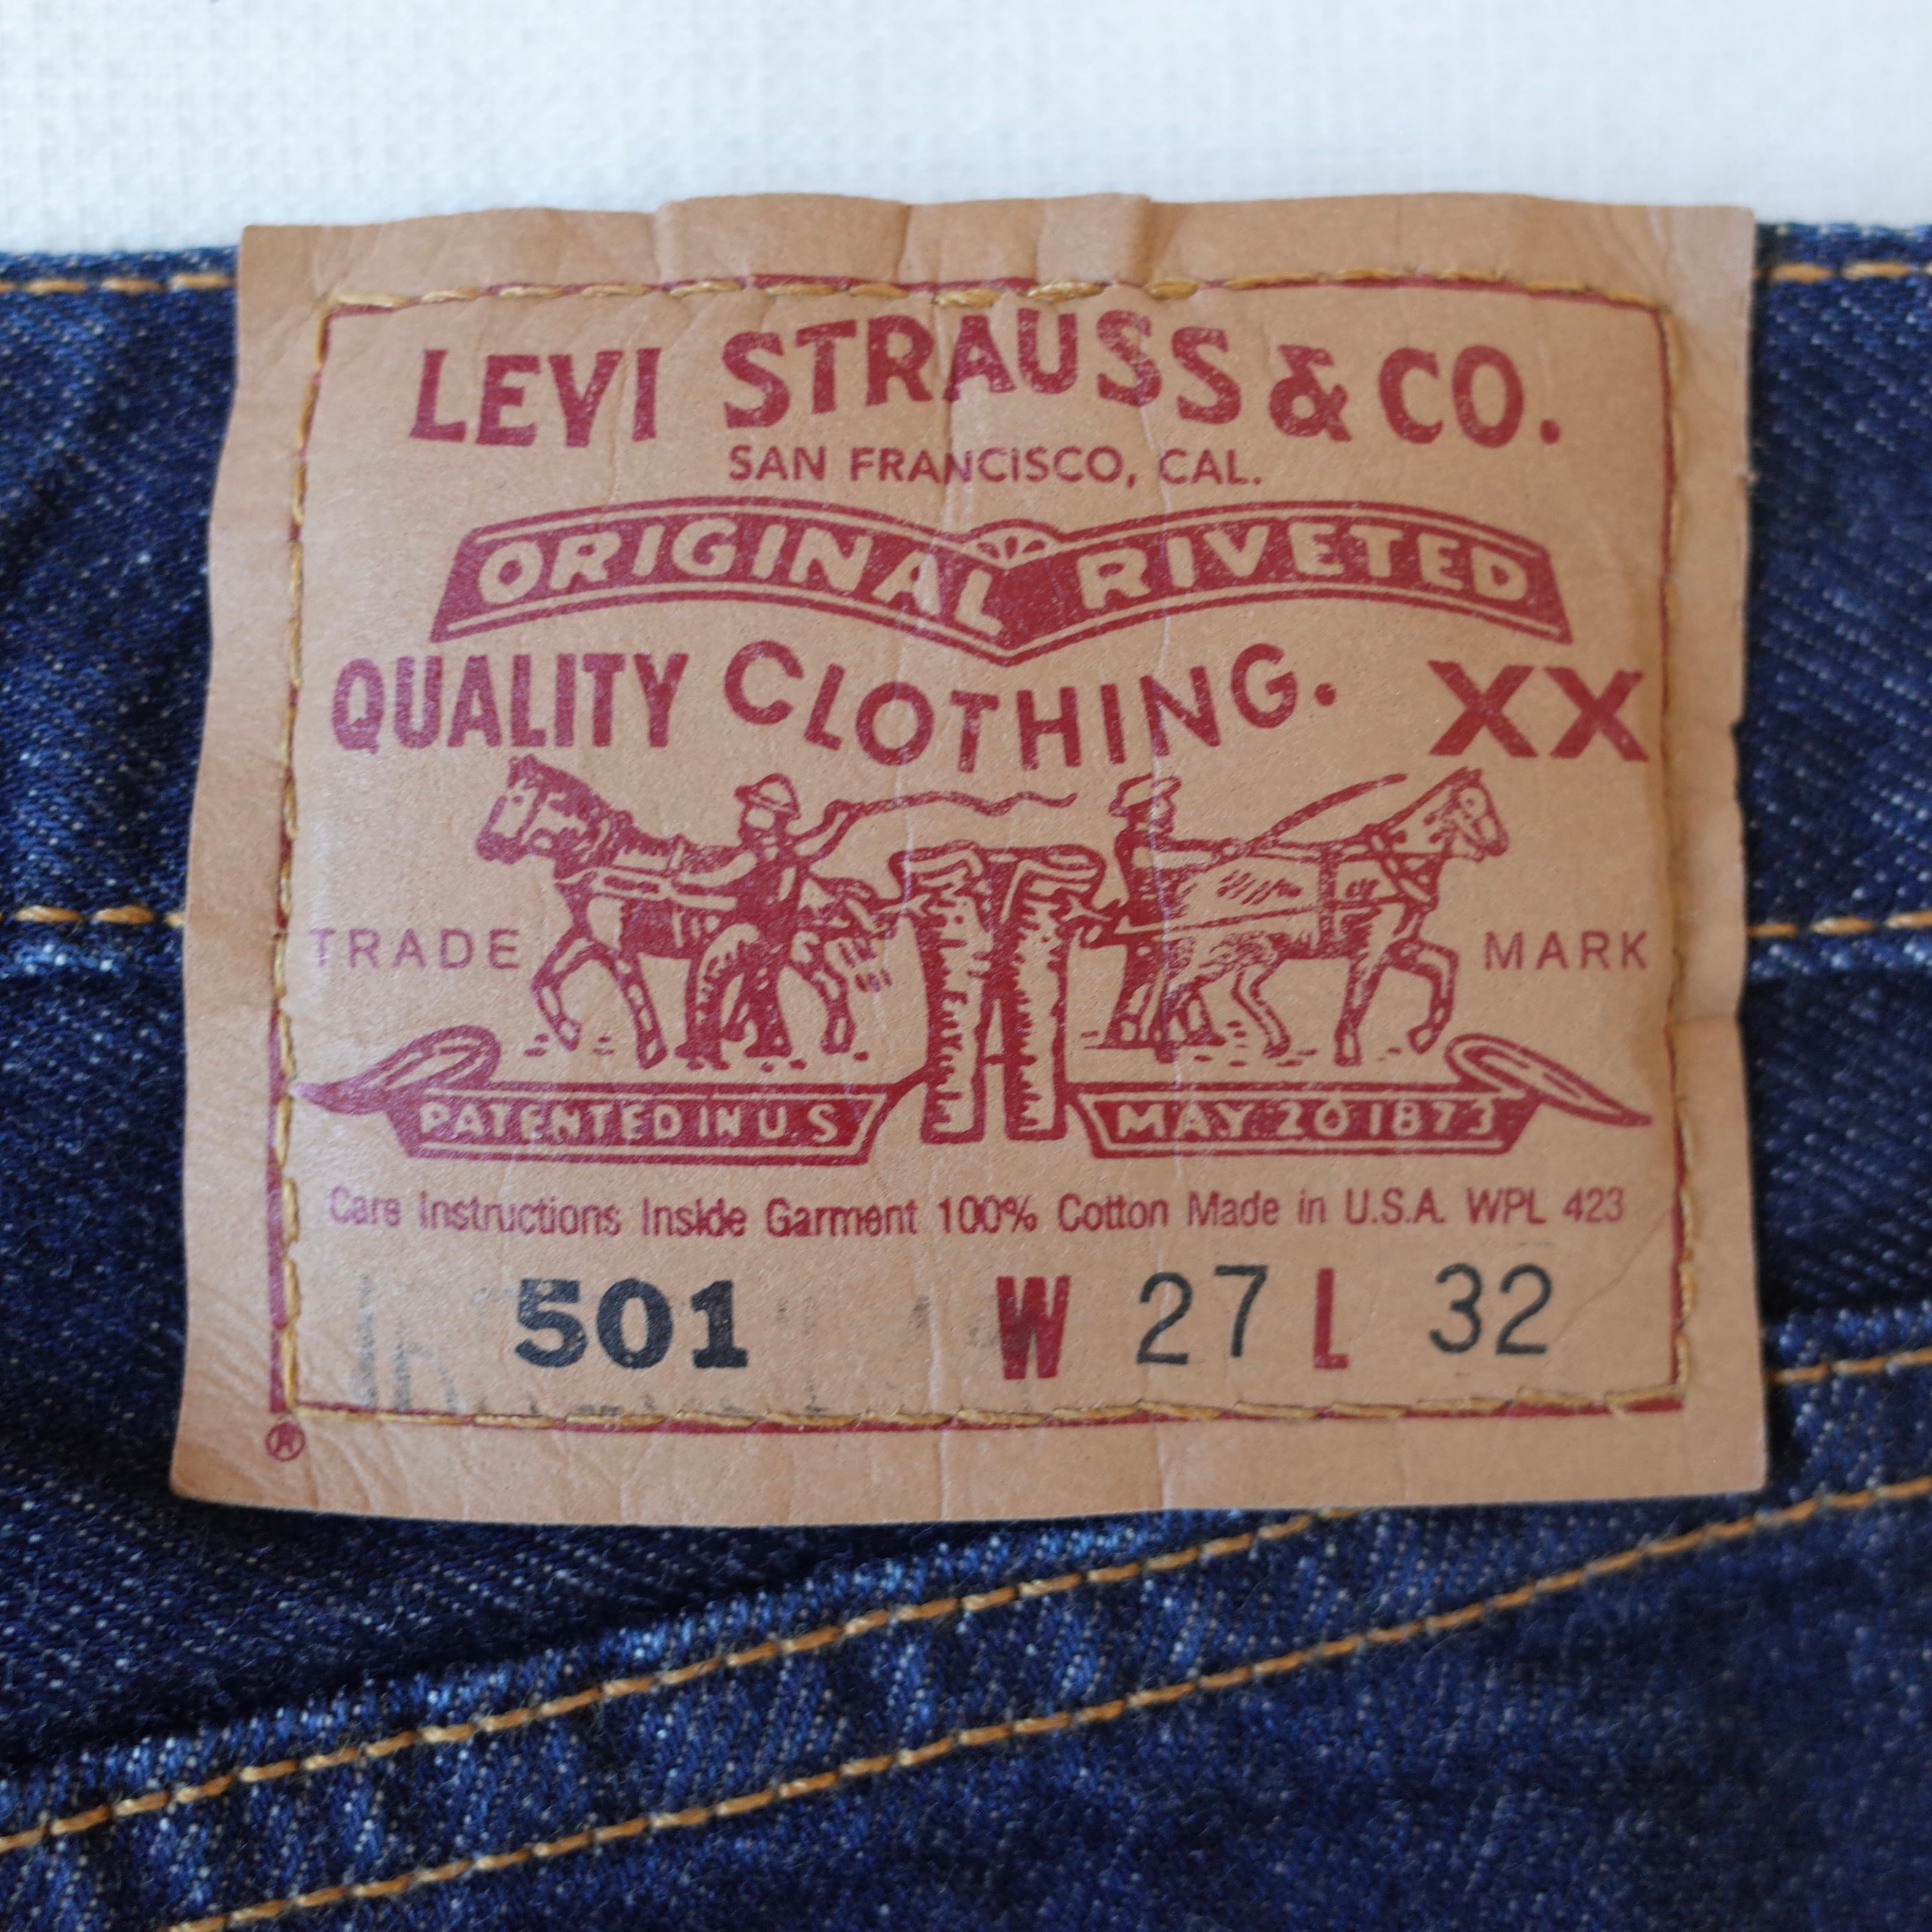 LEVI STRAUSS & CO.
SAN FRANCISCO, CAL.
ORIGINAL RIVETED
QUALITY CLOTHING. XX
TRADE MARK
PATENTED IN U.S MAY 20 1873
Care Instructions Inside Garment 100% Cotton Made in U.S.A. WPL 423
501 W 27 L 32
®